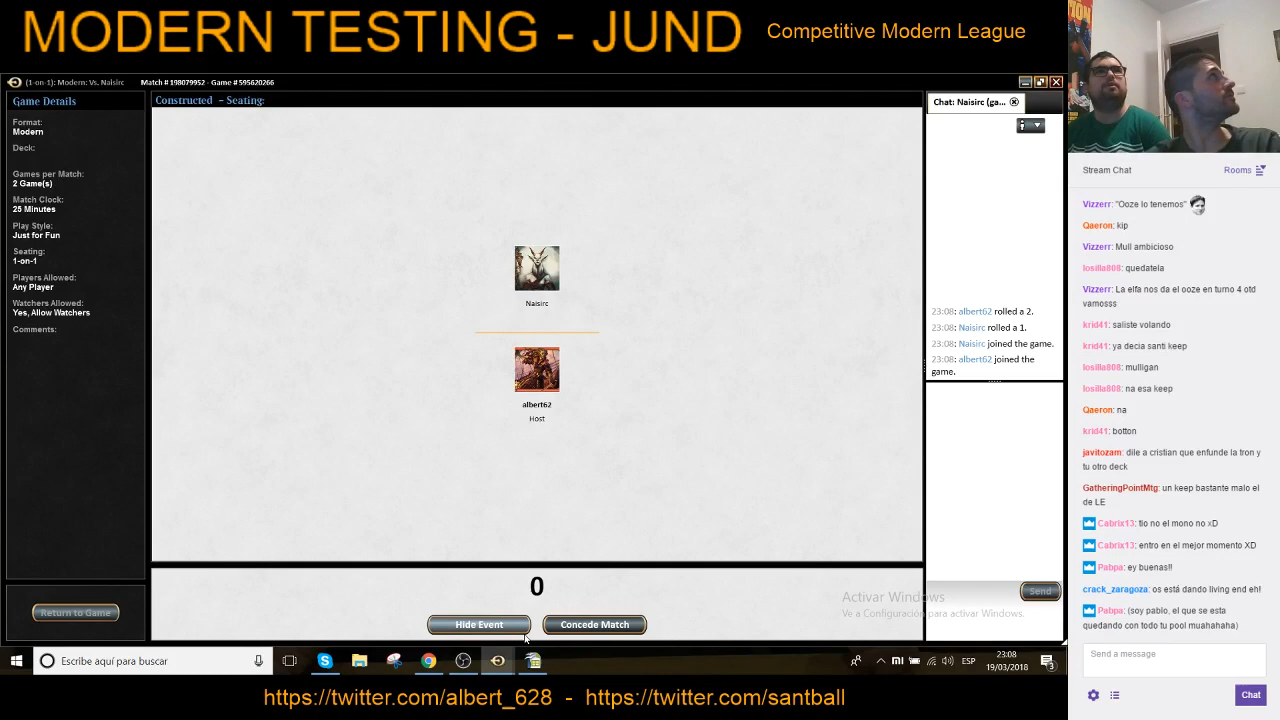 MODERN TESTING - JUND
Competitive Modern League
(1-on-1): Modern: Vs. Naisirc
Match # 198079952 - Game # 595620266
Game Details
Format:
Modern
Deck:
Games per Match:
2 Game(s)
Match Clock:
25 Minutes
Play Style:
Just for Fun
Seating:
1-on-1
Players Allowed:
Any Player
Watchers Allowed:
Yes, Allow Watchers
Comments:
Return to Game
Constructed - Seating:
Naisirc
albert62
Host
0
Hide Event
Concede Match
Chat: Naisirc (ga...
23:08: albert62 rolled a 2.
23:08: Naisirc rolled a 1.
23:08: Naisirc joined the game.
23:08: albert62 joined the
game.
Send
Activar Windows
Ve a Configuración para activar Windows.
Stream Chat
Rooms
Vizzerr: "Ooze lo tenemos"
Qaeron: kip
Vizzerr: Mull ambicioso
losilla808: quedatela
Vizzerr: La elfa nos da el ooze en turno 4 otd
vamosss
krid41: saliste volando
krid41: ya decia santi keep
losilla808: mulligan
losilla808: na esa keep
Qaeron: na
krid41: botton
javitozam: dile a cristian que enfunde la tron y
tu otro deck
GatheringPointMtg: un keep bastante malo el
de LE
Cabrix13: tio no el mono no xD
Cabrix13: entro en el mejor momento XD
Pabpa: ey buenas!!
crack_zaragoza: os está dando living end eh!
Pabpa: (soy pablo, el que se esta
quedando con todo tu pool muahahaha)
Send a message
Chat
Escribe aquí para buscar
ESP
23:08
19/03/2018
3
https://twitter.com/albert_628 - https://twitter.com/santball